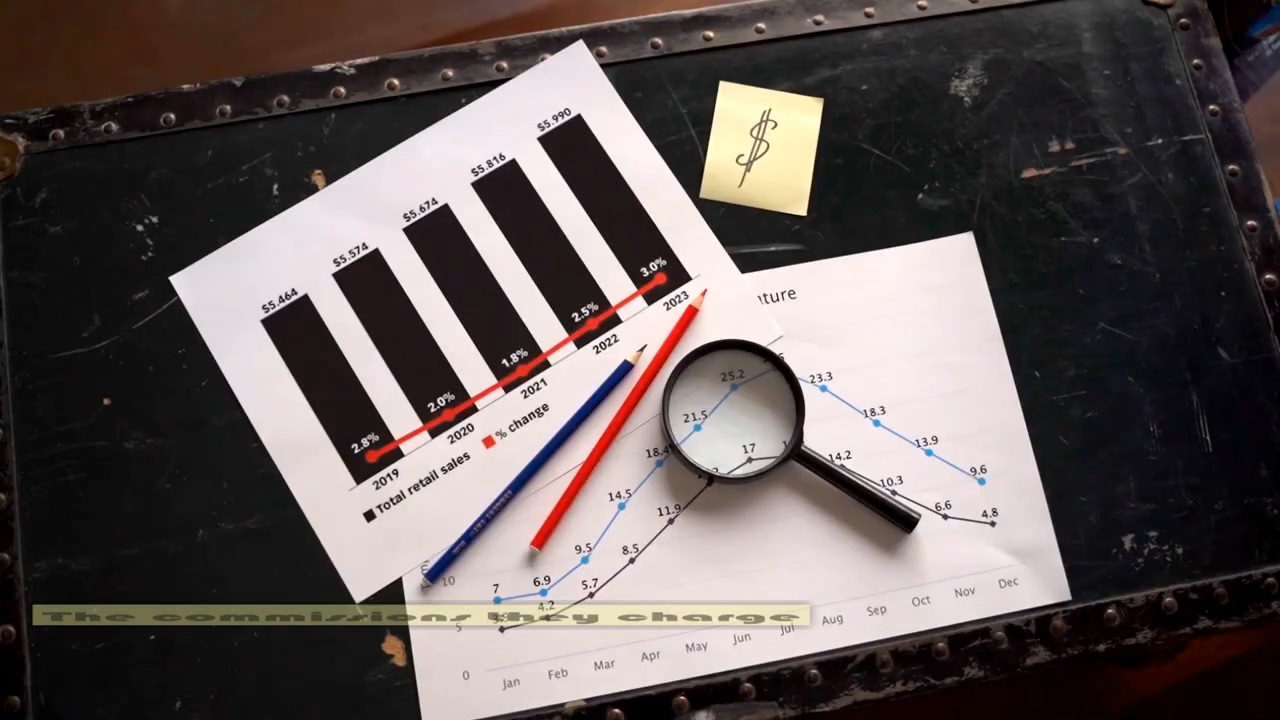 $5.990
$5.816
$5.674
$5.574
$5.464
3.0%
2.5%
1.8%
2.0%
2.8%
2023
2022
2021
2020
2019
% change
Total retail sales
$
25.2
23.3
21.5
18.3
18.4
17
14.2
13.9
14.5
11.9
10.3
9.6
9.5
8.5
6.6
4.8
7
6.9
5.7
4.2
10
5
0
Jan
Feb
Mar
Apr
May
Jun
Jul
Aug
Sep
Oct
Nov
Dec
The commissions they charge